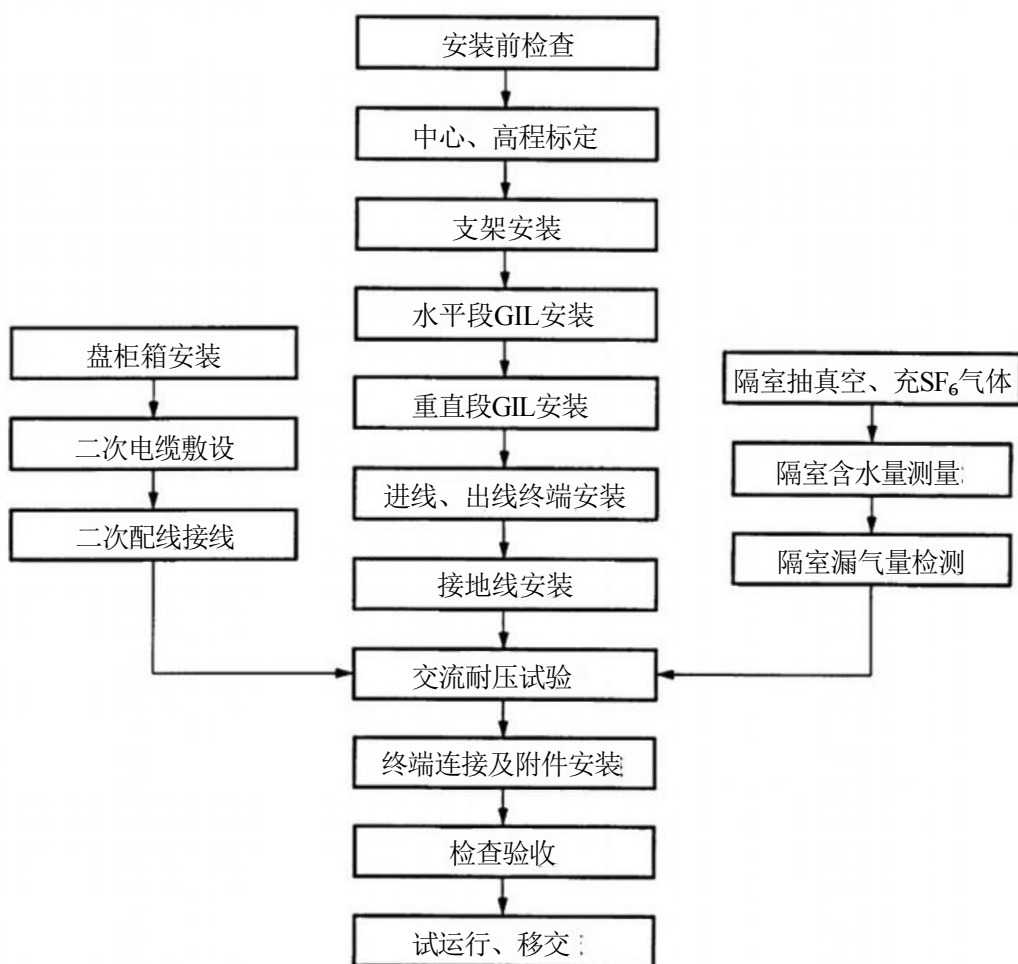 安装前检查
中心、高程标定
支架安装
水平段GIL安装
重直段GIL安装
进线、出线终端安装
接地线安装
交流耐压试验
终端连接及附件安装
检查验收
试运行、移交
盘柜箱安装
二次电缆敷设
二次配线接线
隔室抽真空、充SF₆气体
隔室含水量测量
隔室漏气量检测